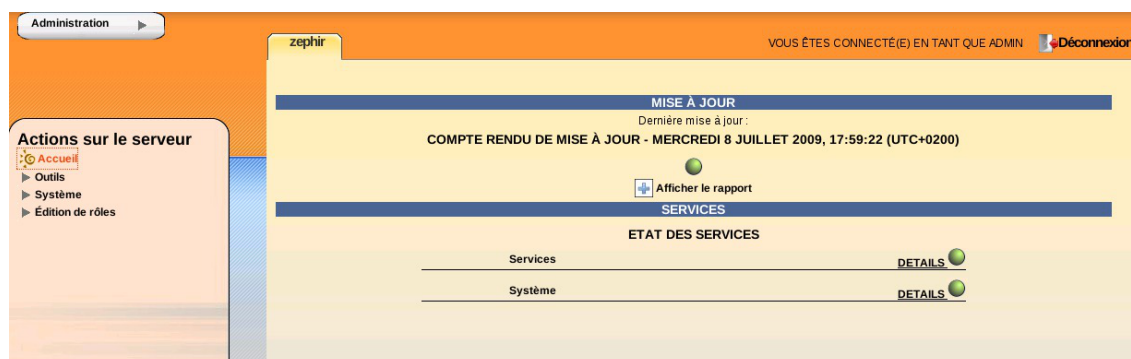 Administration
zephir
VOUS ÊTES CONNECTÉ(E) EN TANT QUE ADMIN
Déconnexion
Actions sur le serveur
Accueil
Outils
Système
Édition de rôles
MISE À JOUR
Dernière mise à jour :
COMPTE RENDU DE MISE À JOUR - MERCREDI 8 JUILLET 2009, 17:59:22 (UTC+0200)
Afficher le rapport
SERVICES
ETAT DES SERVICES
Services DETAILS
Système DETAILS